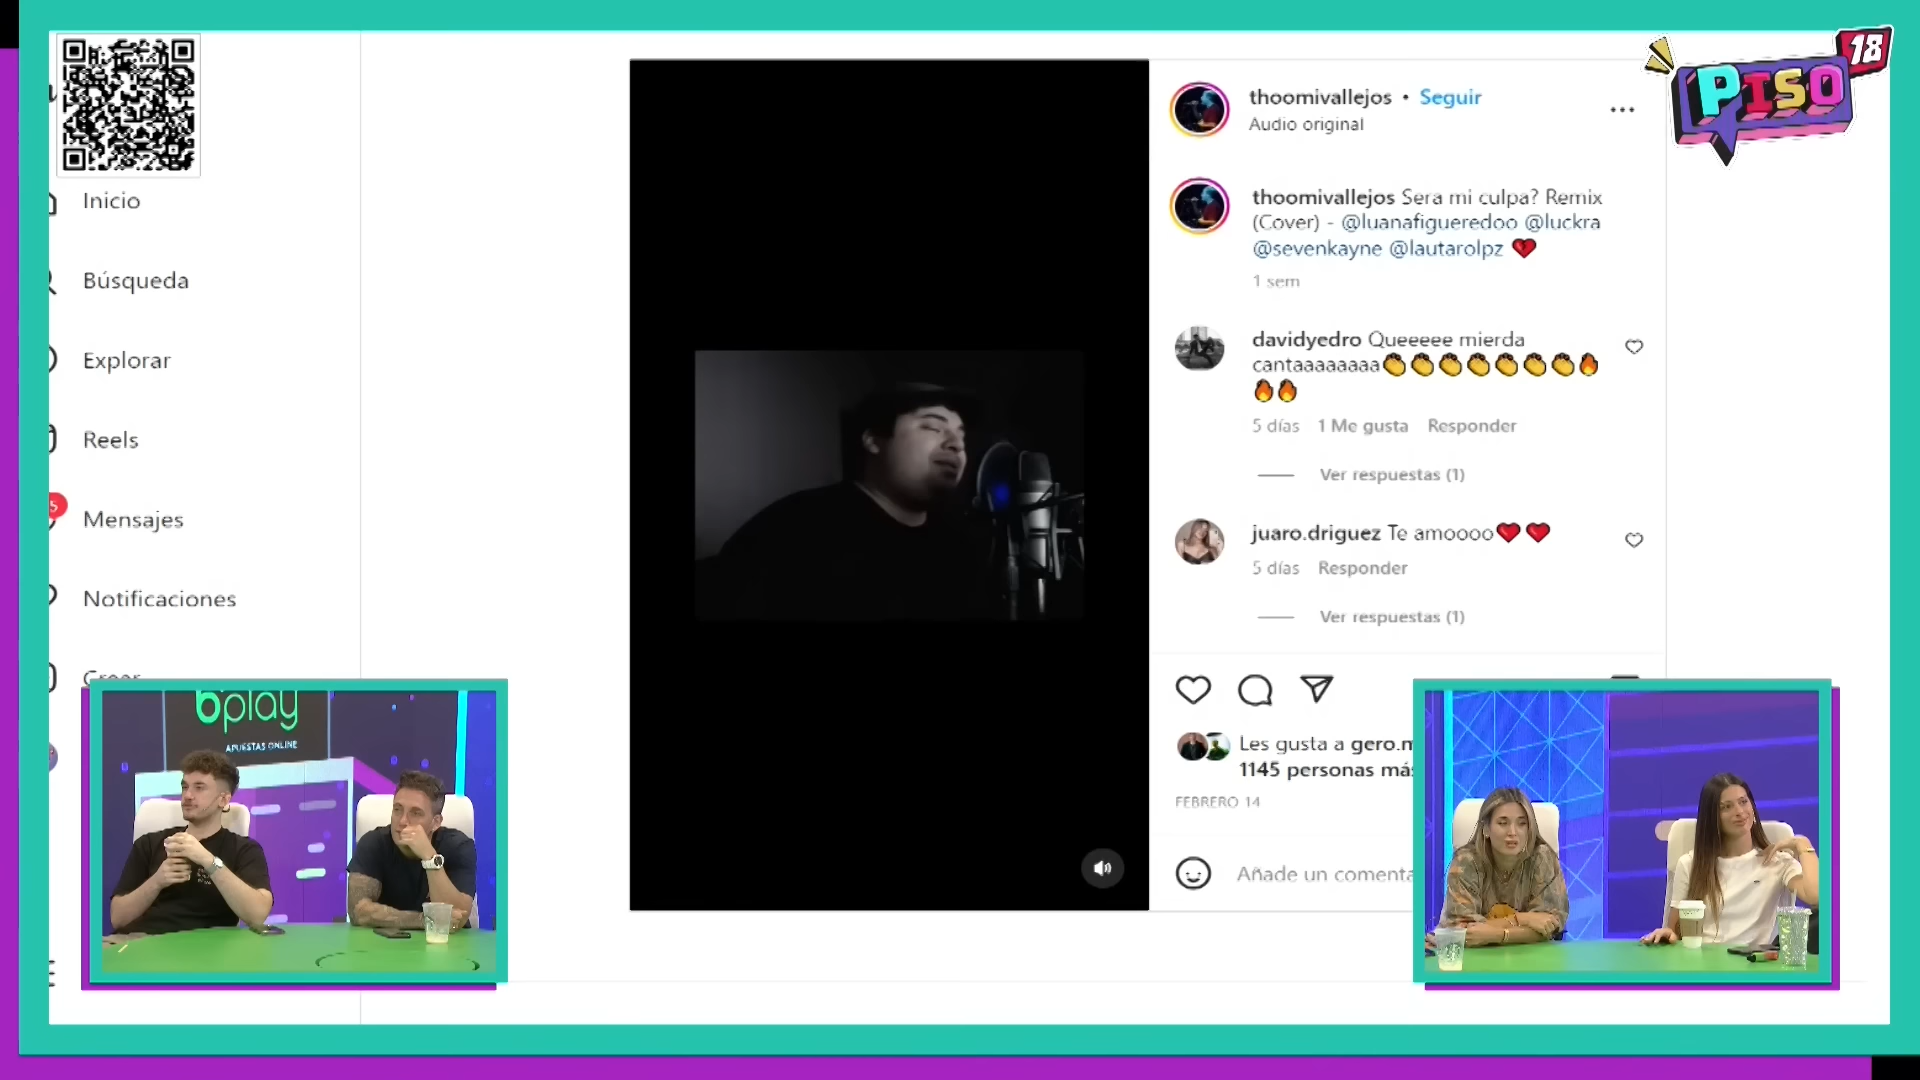 Inicio
Búsqueda
Explorar
Reels
5
Mensajes
Notificaciones
Crear
thoomivallejos • Seguir
Audio original
thoomivallejos Sera mi culpa? Remix
(Cover) - @luanafigueredoo @luckra
@sevenkayne @lautarolpz
1 sem
davidyedro Queeeee mierda
cantaaaaaaaa
5 días 1 Me gusta Responder
Ver respuestas (1)
juaro.driguez Te amoooo
5 días Responder
Ver respuestas (1)
Les gusta a gero.
1145 personas más
FEBRERO 14
Añade un comenta
PISO
18
bplay
APUESTAS ONLINE